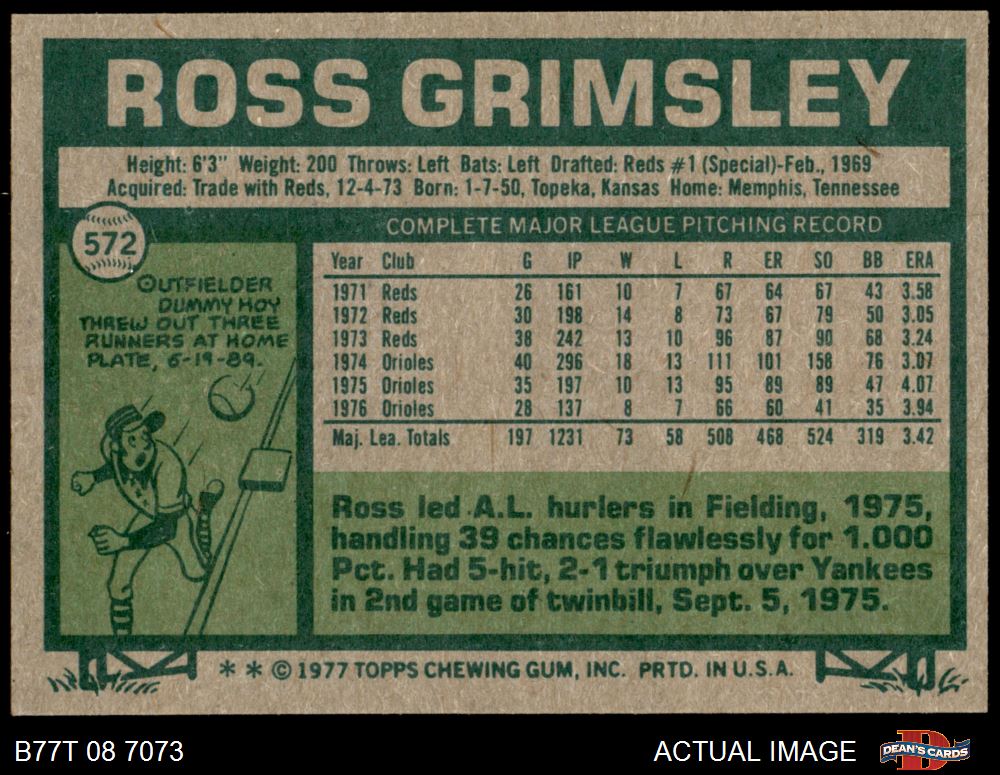 ROSS GRIMSLEY
Height: 6'3" Weight: 200 Throws: Left Bats: Left Drafted: Reds #1 (Special)-Feb., 1969
Acquired: Trade with Reds, 12-4-73 Born: 1-7-50, Topeka, Kansas Home: Memphis, Tennessee
572
OUTFIELDER
DUMMY HOY
THREW OUT THREE
RUNNERS AT HOME
PLATE, 6-19-89.
COMPLETE MAJOR LEAGUE PITCHING RECORD
Year Club G IP W L R ER SO BB ERA
1971 Reds 26 161 10 7 67 64 67 43 3.58
1972 Reds 30 198 14 8 73 67 79 50 3.05
1973 Reds 38 242 13 10 96 87 90 68 3.24
1974 Orioles 40 296 18 13 111 101 158 76 3.07
1975 Orioles 35 197 10 13 95 89 89 47 4.07
1976 Orioles 28 137 8 7 66 60 41 35 3.94
Maj. Lea. Totals 197 1231 73 58 508 468 524 319 3.42
Ross led A.L. hurlers in Fielding, 1975,
handling 39 chances flawlessly for 1.000
Pct. Had 5-hit, 2-1 triumph over Yankees
in 2nd game of twinbill, Sept. 5, 1975.
* * © 1977 TOPPS CHEWING GUM, INC. PRTD. IN U.S.A.
B77T 08 7073 ACTUAL IMAGE DEAN'S CARDS